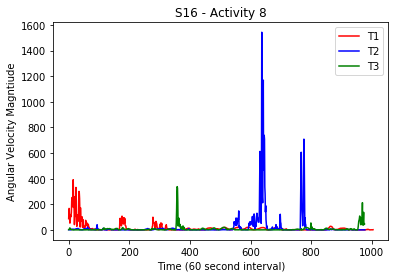 S16 - Activity 8
Angular Velocity Magntiude
1600
1400
1200
1000
800
600
400
200
0
T1
T2
T3
0 200 400 600 800 1000
Time (60 second interval)